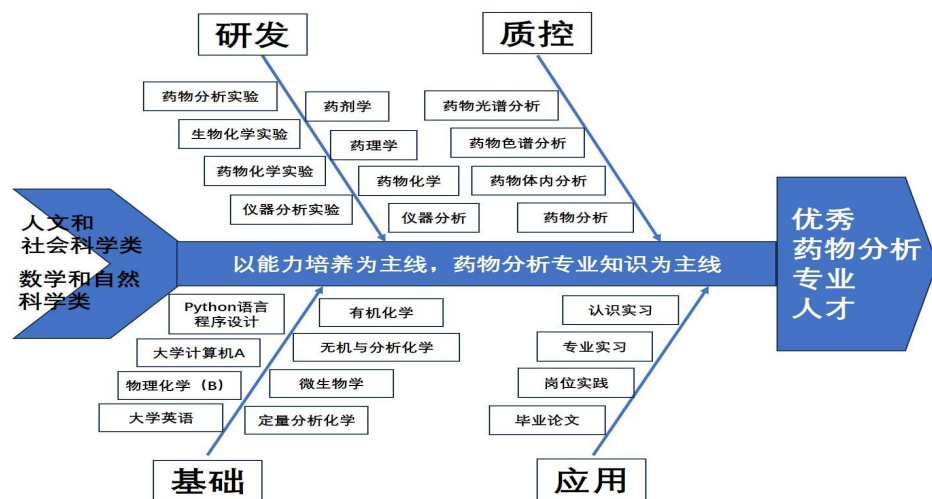 研发
质控
药物分析实验
生物化学实验
药物化学实验
仪器分析实验
药剂学
药理学
药物化学
仪器分析
药物光谱分析
药物色谱分析
药物体内分析
药物分析
人文和
社会科学类
数学和自然
科学类
以能力培养为主线，药物分析专业知识为主线
优秀
药物分析
专业
人才
Python语言
程序设计
大学计算机A
物理化学（B）
大学英语
有机化学
无机与分析化学
微生物学
定量分析化学
认识实习
专业实习
岗位实践
毕业论文
基础
应用